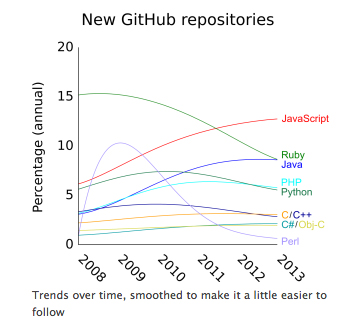 New GitHub repositories
Percentage (annual)
20
15
10
5
0
2008
2009
2010
2011
2012
2013
JavaScript
Ruby
Java
PHP
Python
C/C++
C#/Obj-C
Perl
Trends over time, smoothed to make it a little easier to
follow